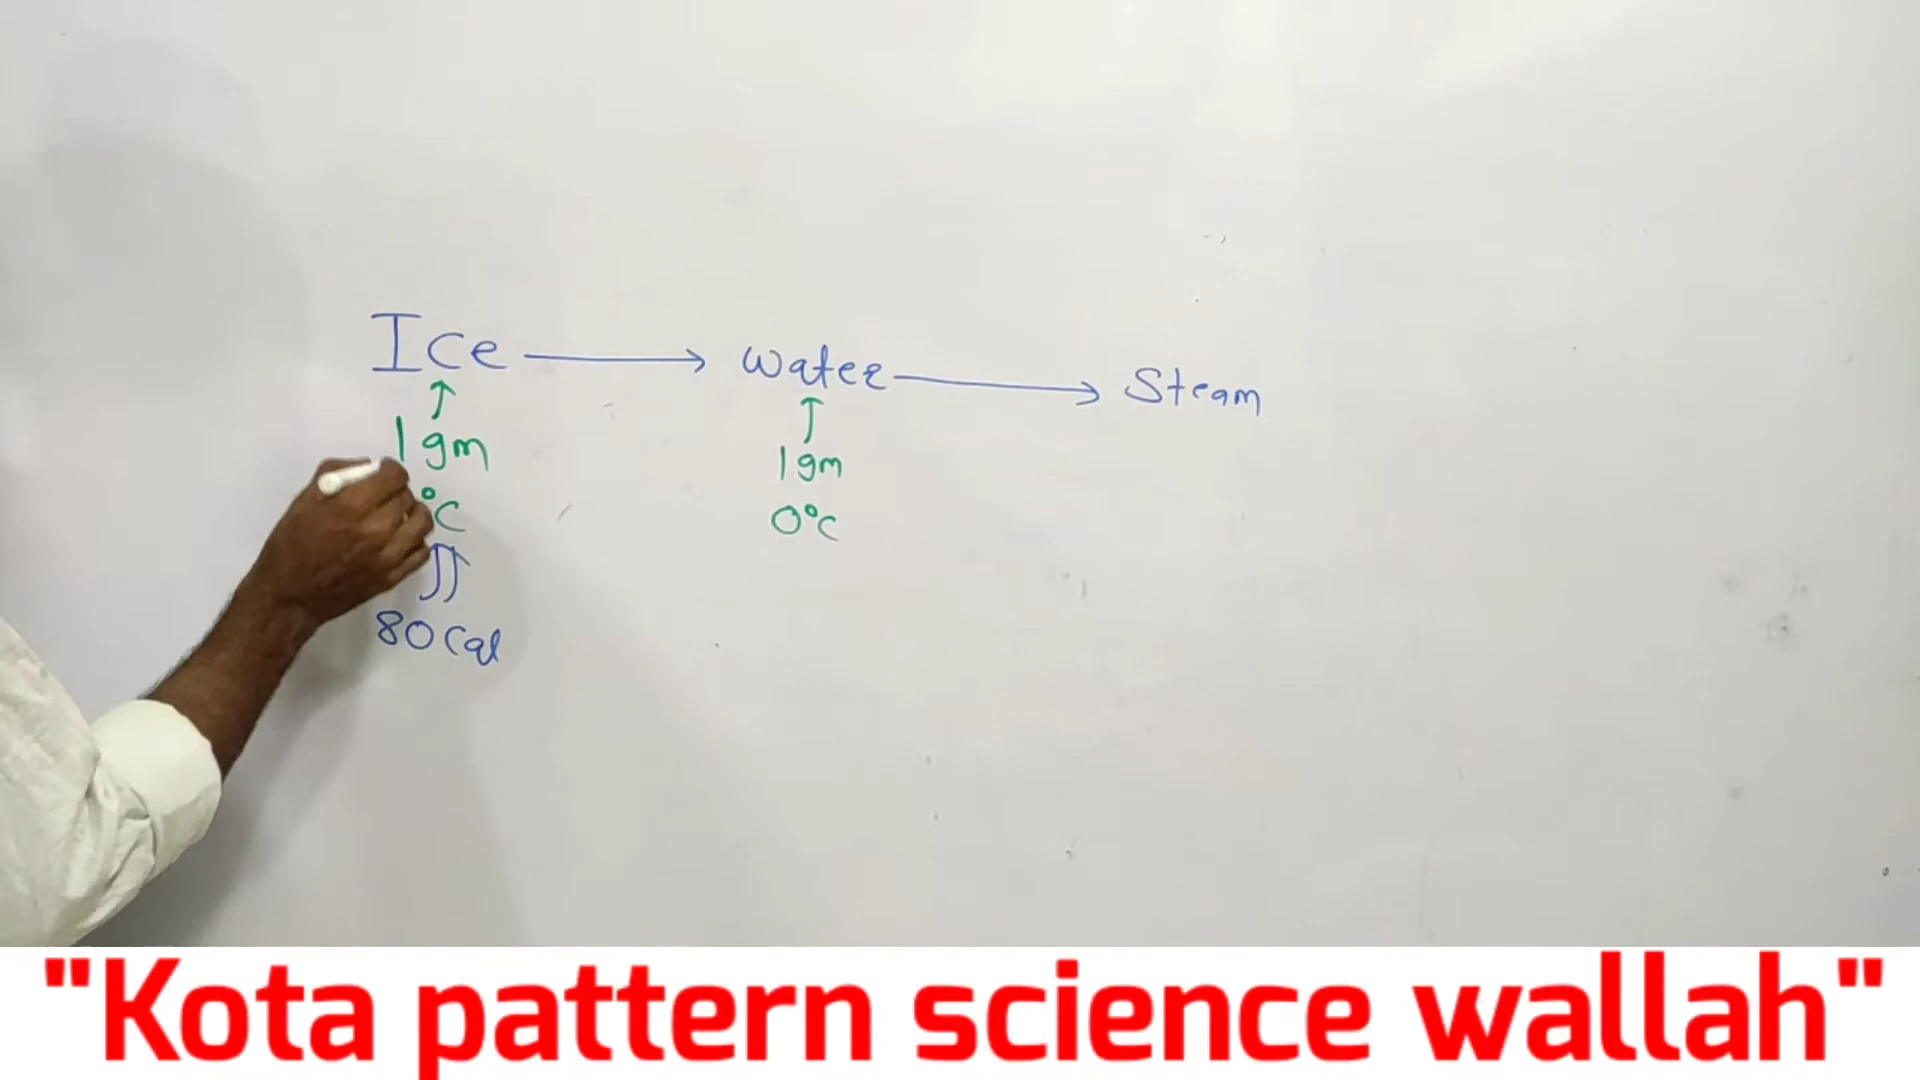 Ice → water → Steam
↑ ↑
1gm 1gm
°C 0°C
80 Cal
"Kota pattern science wallah"